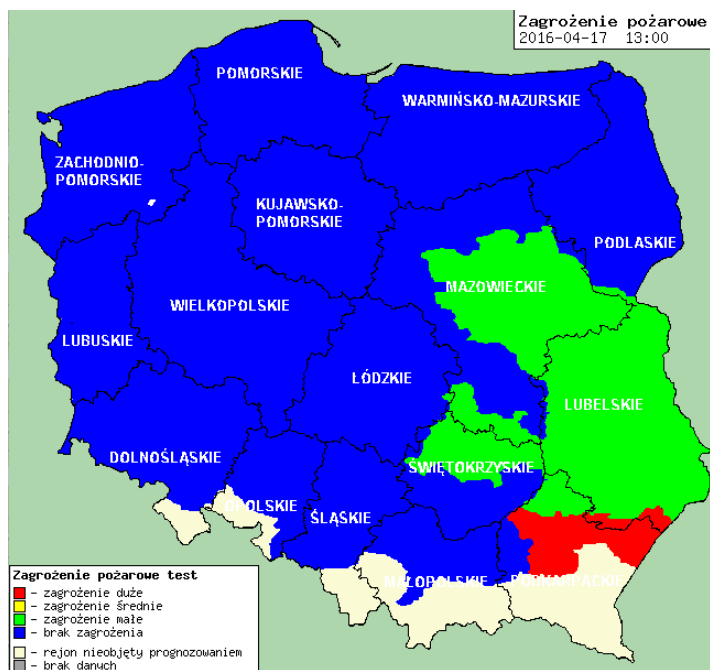 Zagrożenie pożarowe
2016-04-17 13:00
POMORSKIE
WARMIŃSKO-MAZURSKIE
ZACHODNIO-
POMORSKIE
KUJAWSKO-
POMORSKIE
PODLASKIE
MAZOWIECKIE
WIELKOPOLSKIE
LUBUSKIE
ŁÓDZKIE
LUBELSKIE
DOLNOŚLĄSKIE
ŚWIĘTOKRZYSKIE
OPOLSKIE
ŚLĄSKIE
MAŁOPOLSKIE
PODKARPACKIE
Zagrożenie pożarowe test
- zagrożenie duże
- zagrożenie średnie
- zagrożenie małe
- brak zagrożenia
- rejon nieobjęty prognozowaniem
- brak danych